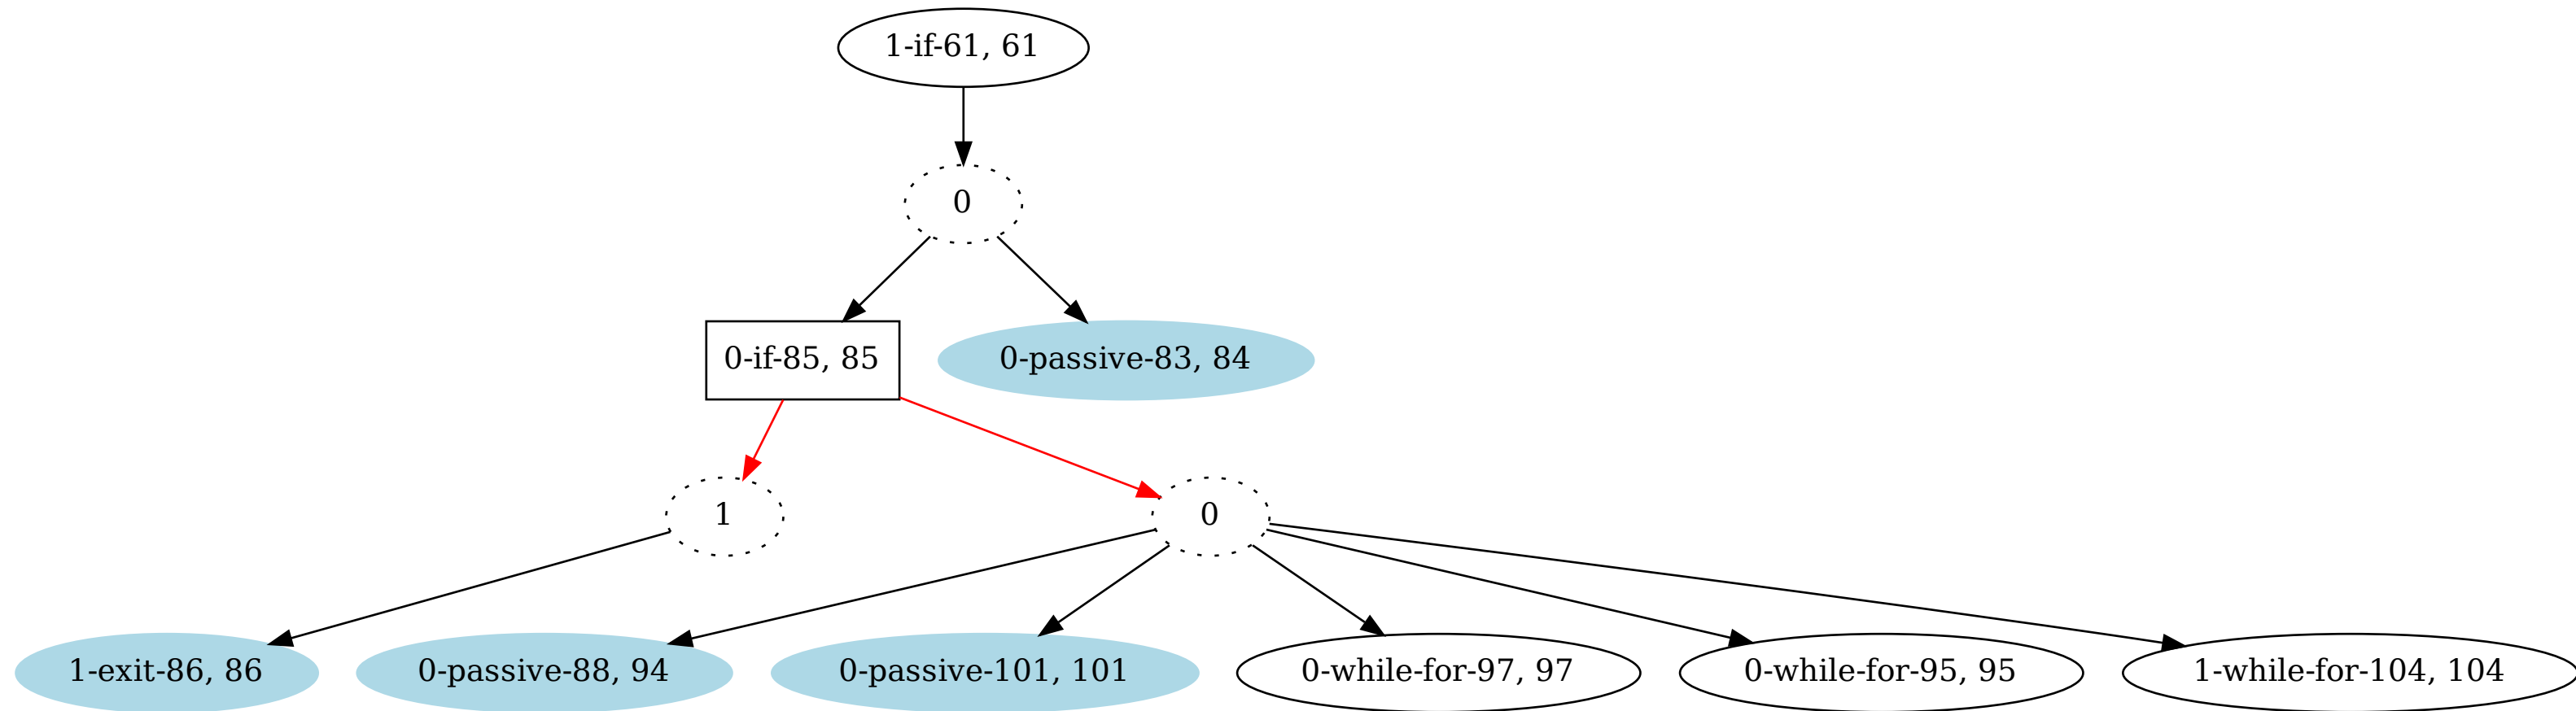 1-if-61, 61
0
0-if-85, 85
0-passive-83, 84
1
0
1-exit-86, 86
0-passive-88, 94
0-passive-101, 101
0-while-for-97, 97
0-while-for-95, 95
1-while-for-104, 104